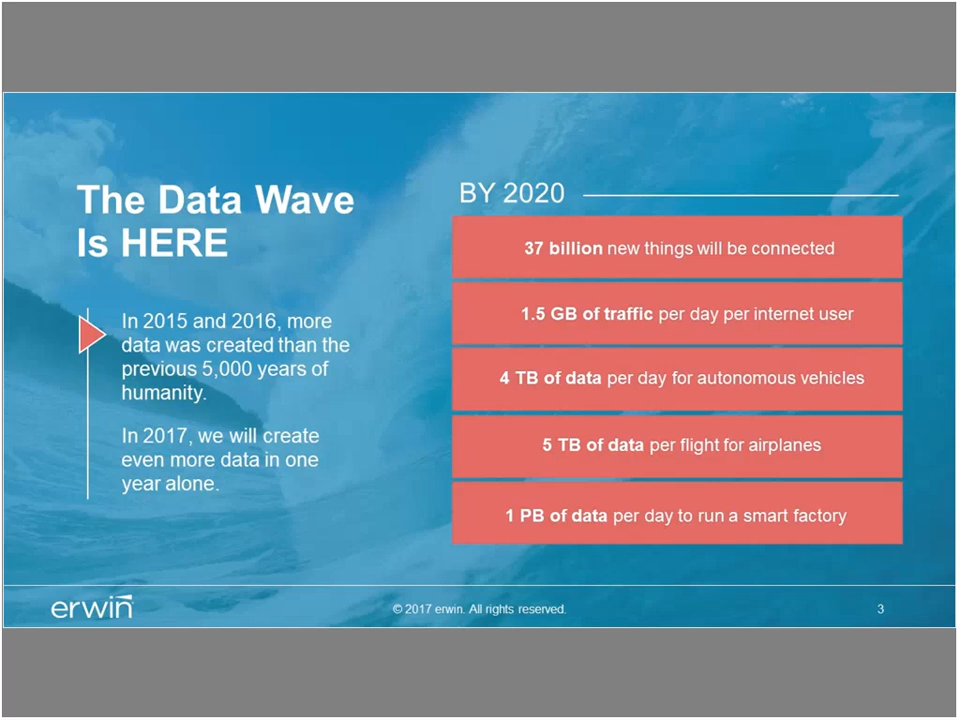 The Data Wave
Is HERE
In 2015 and 2016, more
data was created than the
previous 5,000 years of
humanity.
In 2017, we will create
even more data in one
year alone.
BY 2020
37 billion new things will be connected
1.5 GB of traffic per day per internet user
4 TB of data per day for autonomous vehicles
5 TB of data per flight for airplanes
1 PB of data per day to run a smart factory
erwin
© 2017 erwin. All rights reserved.
3